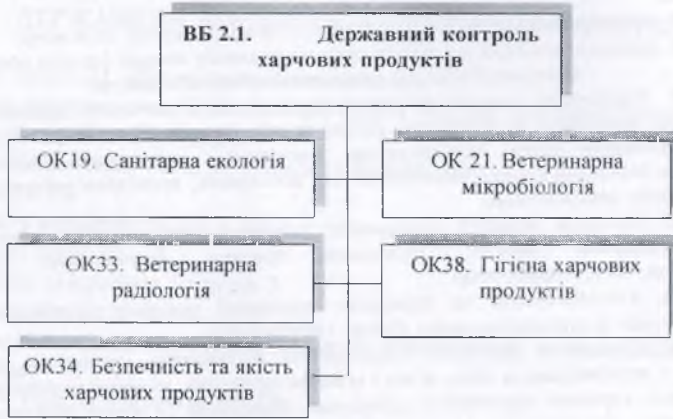 ВБ 2.1. Державний контроль
харчових продуктів
ОК19. Санітарна екологія
ОК 21. Ветеринарна
мікробіологія
ОК33. Ветеринарна
радіологія
ОК38. Гігієна харчових
продуктів
ОК34. Безпечність та якість
харчових продуктів